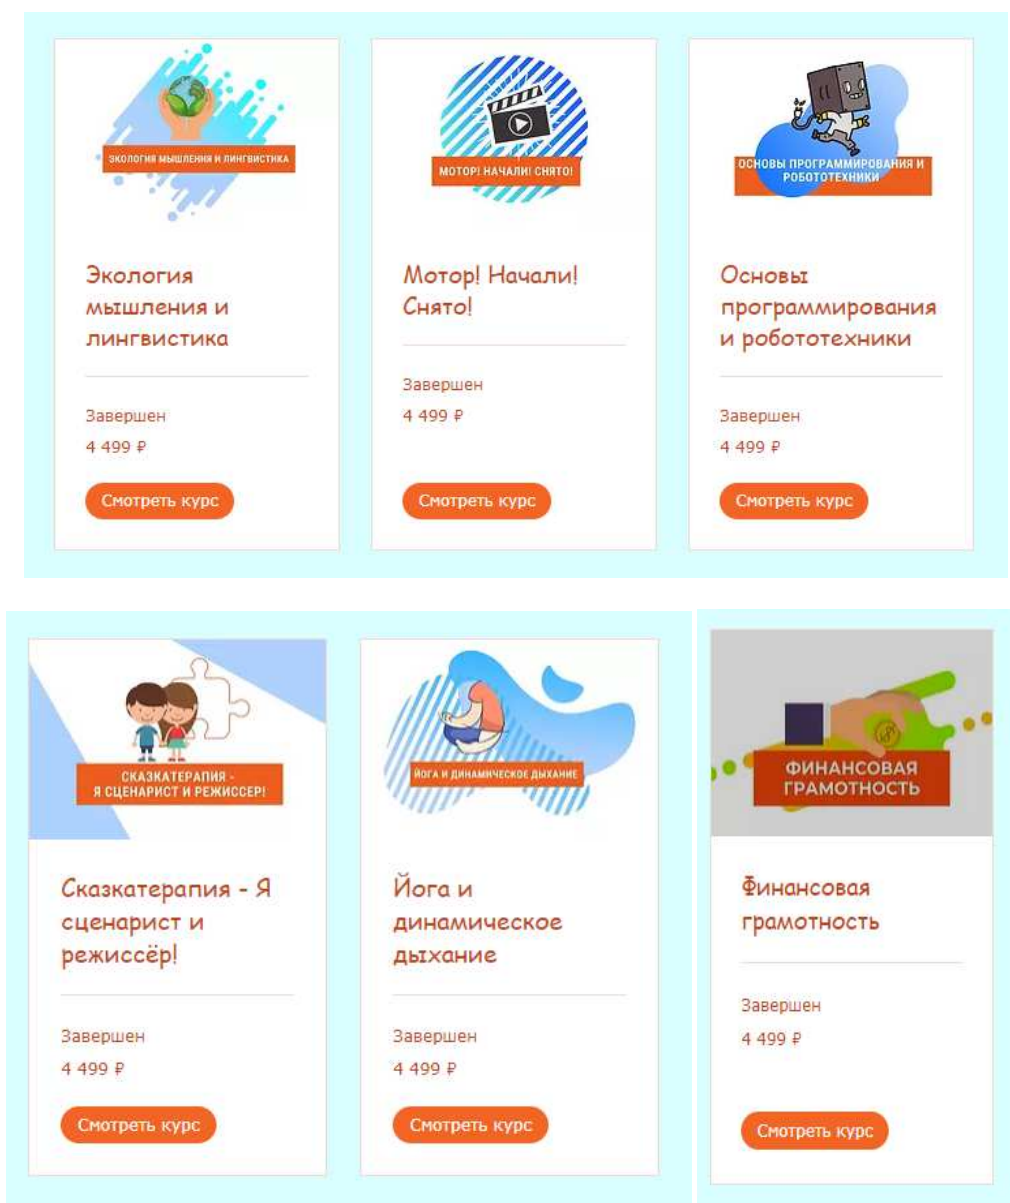 ЭКОЛОГИЯ МЫШЛЕНИЯ И ЛИНГВИСТИКА
Экология
мышления и
лингвистика
Завершен
4 499 ₽
Смотреть курс
МОТОР! НАЧАЛИ! СНЯТО!
Мотор! Начали!
Снято!
Завершен
4 499 ₽
Смотреть курс
ОСНОВЫ ПРОГРАММИРОВАНИЯ И
РОБОТОТЕХНИКИ
Основы
программирования
и робототехники
Завершен
4 499 ₽
Смотреть курс
СКАЗКАТЕРАПИЯ -
Я СЦЕНАРИСТ И РЕЖИССЕР!
Сказкатерапия - Я
сценарист и
режиссёр!
Завершен
4 499 ₽
Смотреть курс
ЙОГА И ДИНАМИЧЕСКОЕ ДЫХАНИЕ
Йога и
динамическое
дыхание
Завершен
4 499 ₽
Смотреть курс
ФИНАНСОВАЯ
ГРАМОТНОСТЬ
Финансовая
грамотность
Завершен
4 499 ₽
Смотреть курс